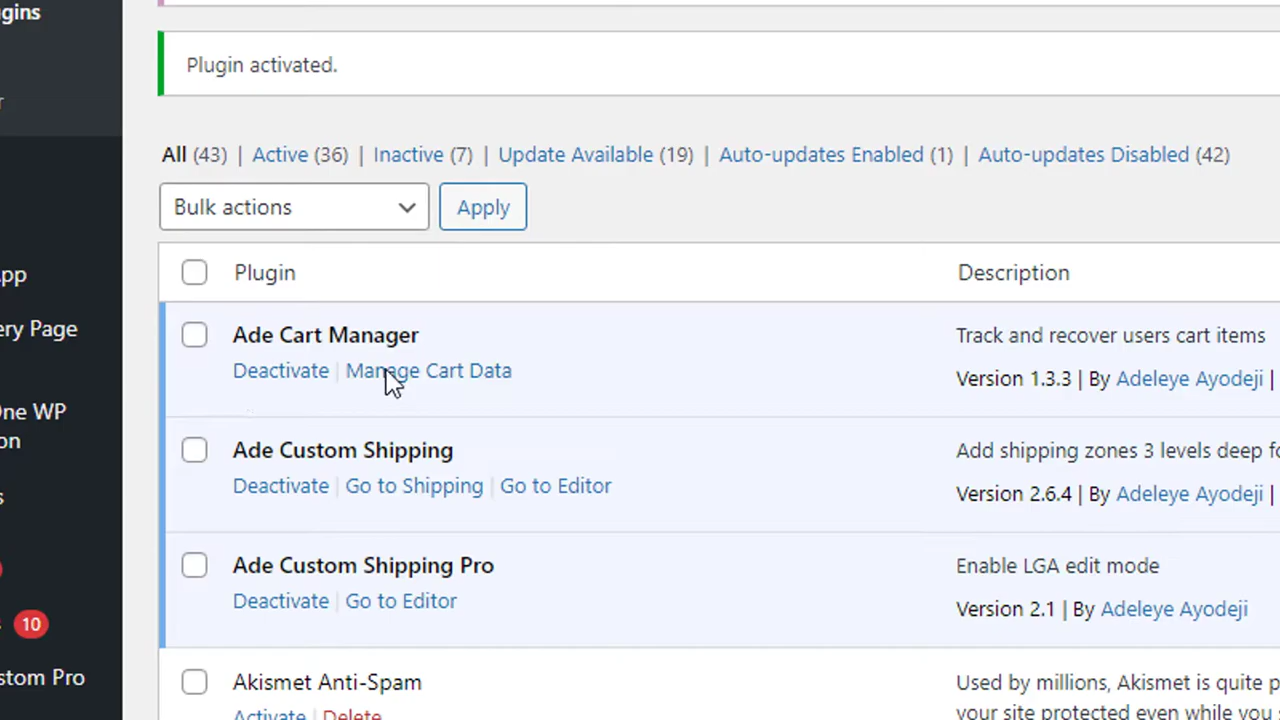 gins
Plugin activated.
r
All (43) | Active (36) | Inactive (7) | Update Available (19) | Auto-updates Enabled (1) | Auto-updates Disabled (42)
Bulk actions
Apply
Plugin Description
pp
ery Page
Ade Cart Manager
Track and recover users cart items
Deactivate | Manage Cart Data
Version 1.3.3 | By Adeleye Ayodeji |
One WP
on
Ade Custom Shipping
Add shipping zones 3 levels deep fo
Deactivate | Go to Shipping | Go to Editor
Version 2.6.4 | By Adeleye Ayodeji |
s
Ade Custom Shipping Pro
Enable LGA edit mode
Deactivate | Go to Editor
Version 2.1 | By Adeleye Ayodeji
10
stom Pro
Akismet Anti-Spam
Used by millions, Akismet is quite p
Activate | Delete
your site protected even while you s